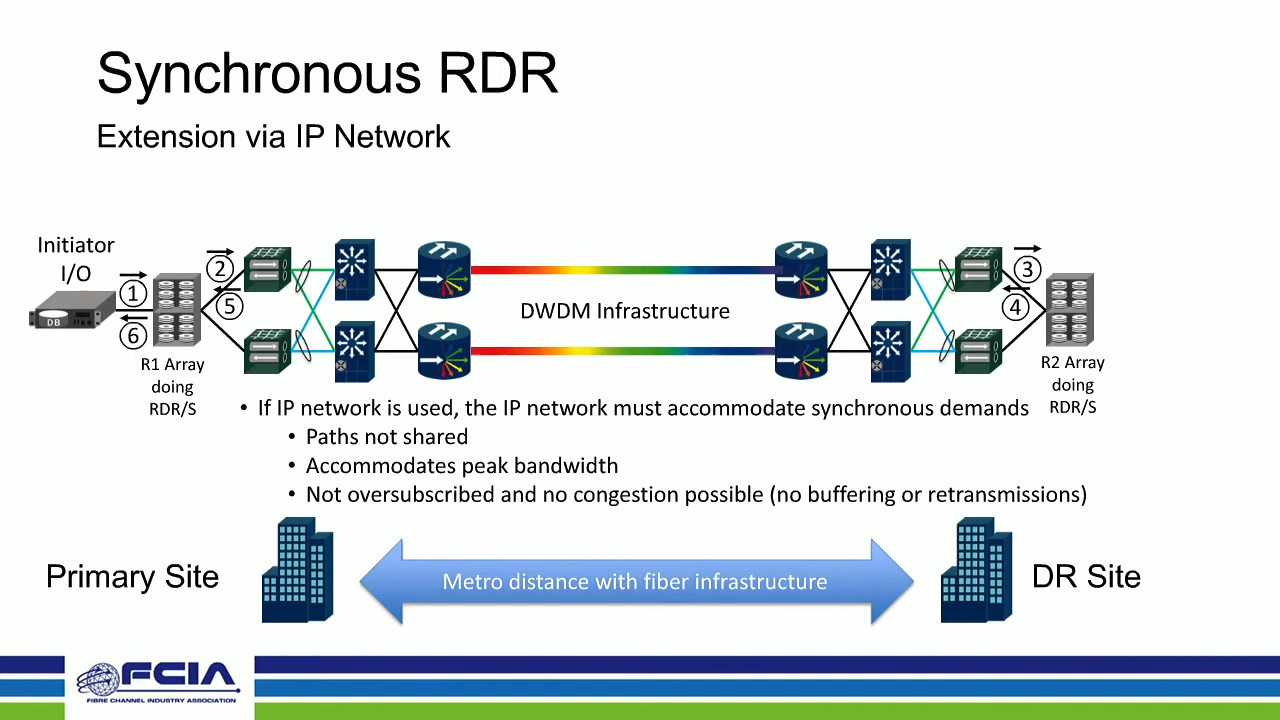 Synchronous RDR
Extension via IP Network
Initiator
I/O
DB
1
6
R1 Array
doing
RDR/S
2
5
DWDM Infrastructure
3
4
R2 Array
doing
RDR/S
• If IP network is used, the IP network must accommodate synchronous demands
• Paths not shared
• Accommodates peak bandwidth
• Not oversubscribed and no congestion possible (no buffering or retransmissions)
Primary Site
Metro distance with fiber infrastructure
DR Site
FCIA
FIBRE CHANNEL INDUSTRY ASSOCIATION